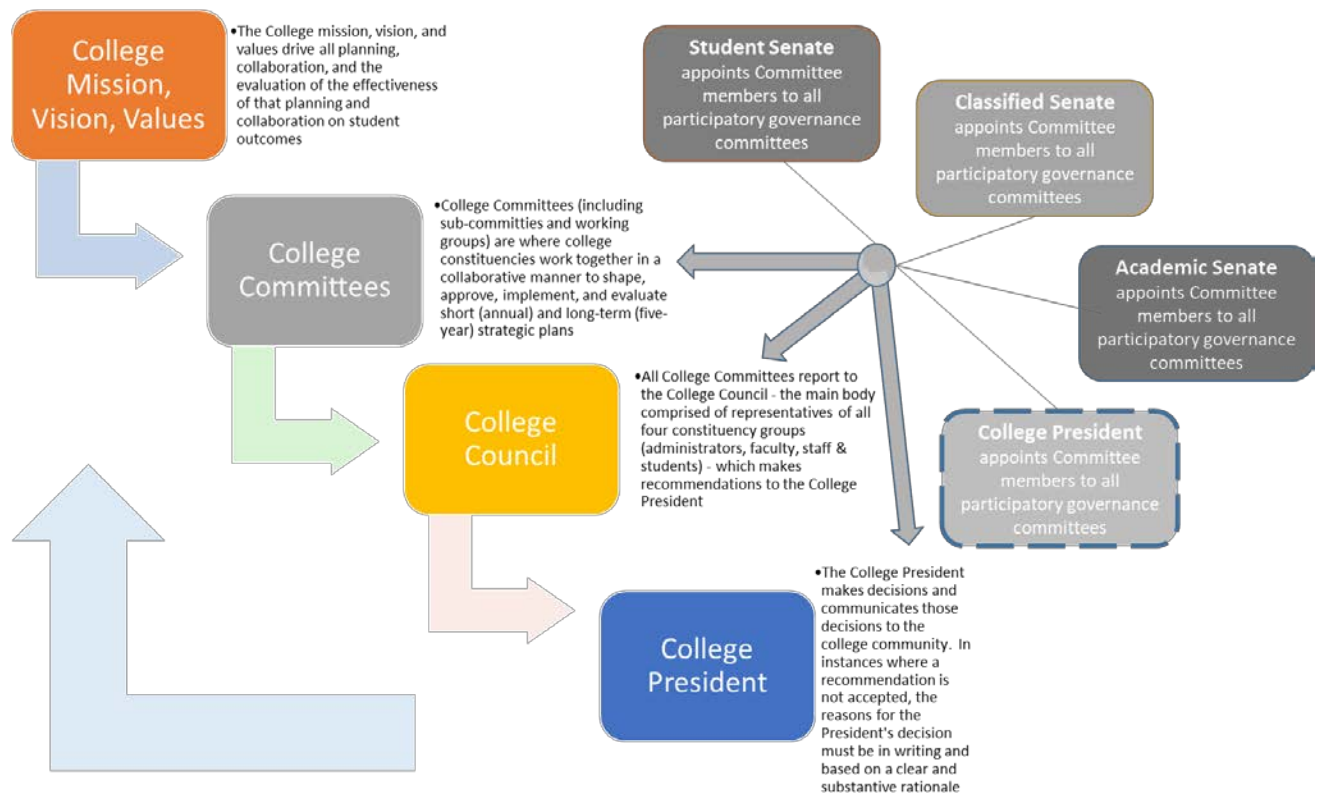 College
Mission,
Vision, Values
•The College mission, vision, and
values drive all planning,
collaboration, and the
evaluation of the effectiveness
of that planning and
collaboration on student
outcomes
College
Committees
•College Committees (including
sub-committies and working
groups) are where college
constituencies work together in a
collaborative manner to shape,
approve, implement, and evaluate
short (annual) and long-term (five-
year) strategic plans
College
Council
•All College Committees report to
the College Council - the main body
comprised of representatives of all
four constituency groups
(administrators, faculty, staff &
students) - which makes
recommendations to the College
President
College
President
•The College President
makes decisions and
communicates those
decisions to the
college community. In
instances where a
recommendation is
not accepted, the
reasons for the
President's decision
must be in writing and
based on a clear and
substantive rationale
Student Senate
appoints Committee
members to all
participatory governance
committees
Classified Senate
appoints Committee
members to all
participatory governance
committees
Academic Senate
appoints Committee
members to all
participatory governance
committees
College President
appoints Committee
members to all
participatory governance
committees